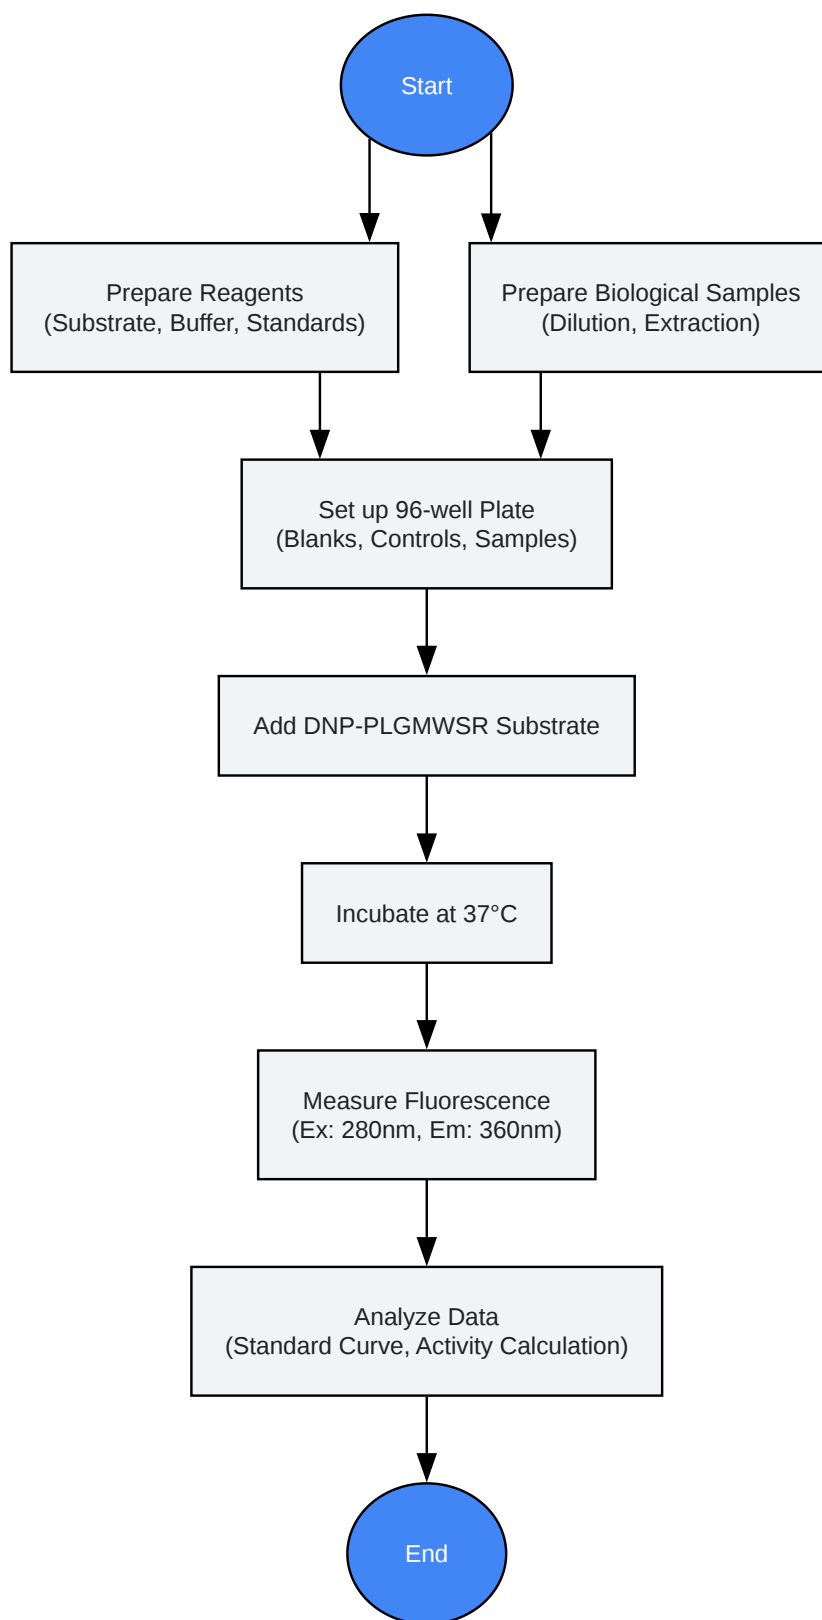 Start
Prepare Reagents
(Substrate, Buffer, Standards)
Prepare Biological Samples
(Dilution, Extraction)
Set up 96-well Plate
(Blanks, Controls, Samples)
Add DNP-PLGMWSR Substrate
Incubate at 37°C
Measure Fluorescence
(Ex: 280nm, Em: 360nm)
Analyze Data
(Standard Curve, Activity Calculation)
End